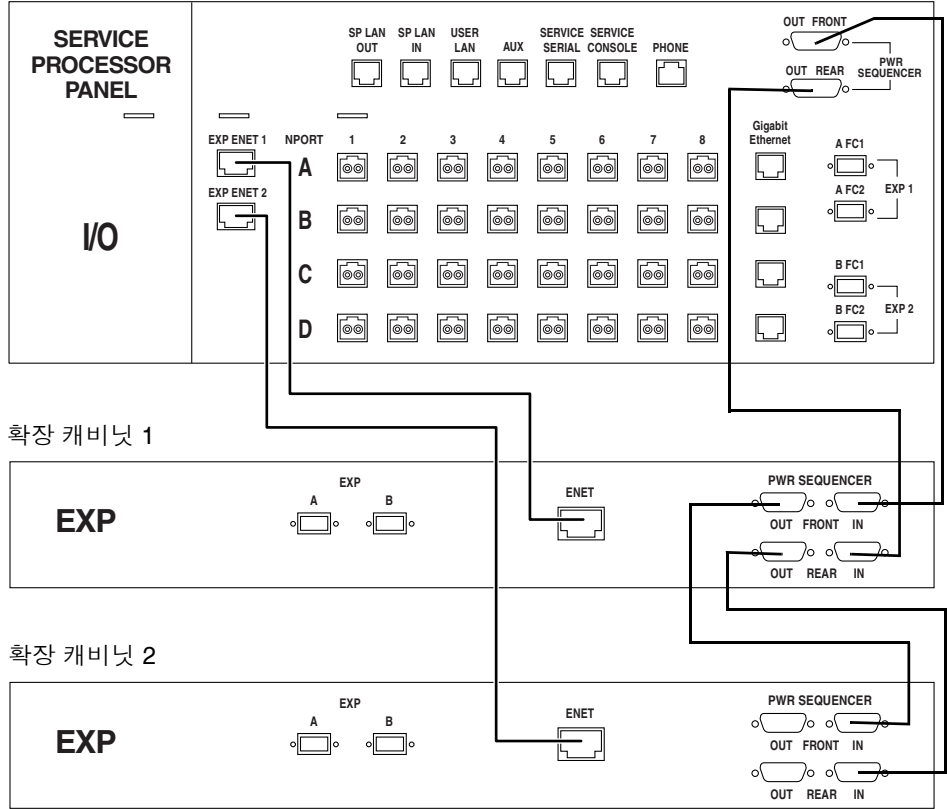 SERVICE
PROCESSOR
PANEL
SP LAN OUT
SP LAN IN
USER LAN
AUX
SERVICE SERIAL
SERVICE CONSOLE
PHONE
OUT FRONT
OUT REAR
PWR SEQUENCER
I/O
EXP ENET 1
EXP ENET 2
NPORT 1 2 3 4 5 6 7 8
A
B
C
D
Gigabit Ethernet
A FC1
A FC2
EXP 1
B FC1
B FC2
EXP 2
확장 캐비닛 1
EXP
EXP
A B
ENET
PWR SEQUENCER
OUT FRONT IN
OUT REAR IN
확장 캐비닛 2
EXP
EXP
A B
ENET
PWR SEQUENCER
OUT FRONT IN
OUT REAR IN